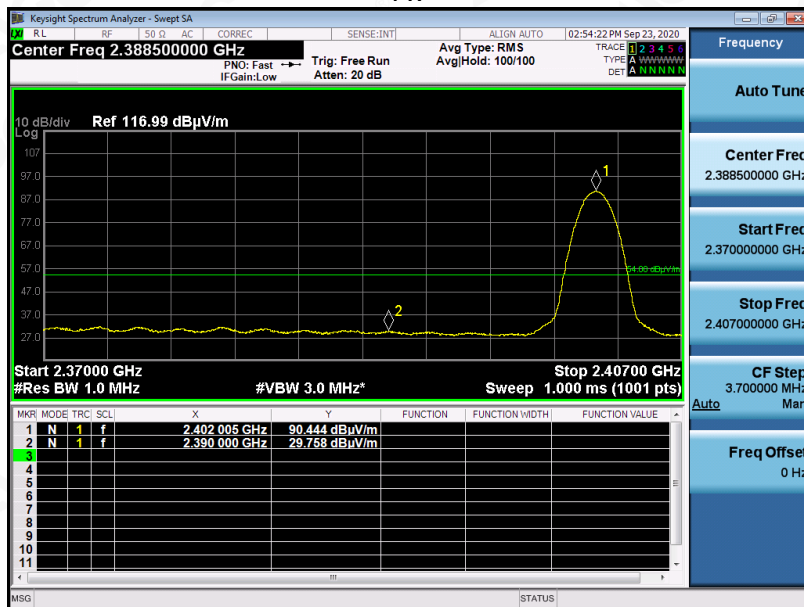 Keysight Spectrum Analyzer - Swept SA
LXI RL RF 50 Ω AC CORREC SENSE:INT ALIGN AUTO 02:54:22 PM Sep 23, 2020
Center Freq 2.388500000 GHz
PNO: Fast
IFGain:Low
Trig: Free Run
Atten: 20 dB
Avg Type: RMS
Avg|Hold: 100/100
TRACE 1 2 3 4 5 6
TYPE A WWWWW
DET A N N N N N
10 dB/div Ref 116.99 dBµV/m
Log
107
97.0
87.0
77.0
67.0
57.0
47.0
37.0
27.0
1
54.00 dBµV/m
2
Start 2.37000 GHz Stop 2.40700 GHz
#Res BW 1.0 MHz #VBW 3.0 MHz* Sweep 1.000 ms (1001 pts)
MKR MODE TRC SCL X Y FUNCTION FUNCTION WIDTH FUNCTION VALUE
1 N 1 f 2.402 005 GHz 90.444 dBµV/m
2 N 1 f 2.390 000 GHz 29.758 dBµV/m
3
4
5
6
7
8
9
10
11
MSG STATUS
Frequency
Auto Tune
Center Freq
2.388500000 GHz
Start Freq
2.370000000 GHz
Stop Freq
2.407000000 GHz
CF Step
3.700000 MHz
Auto Man
Freq Offset
0 Hz